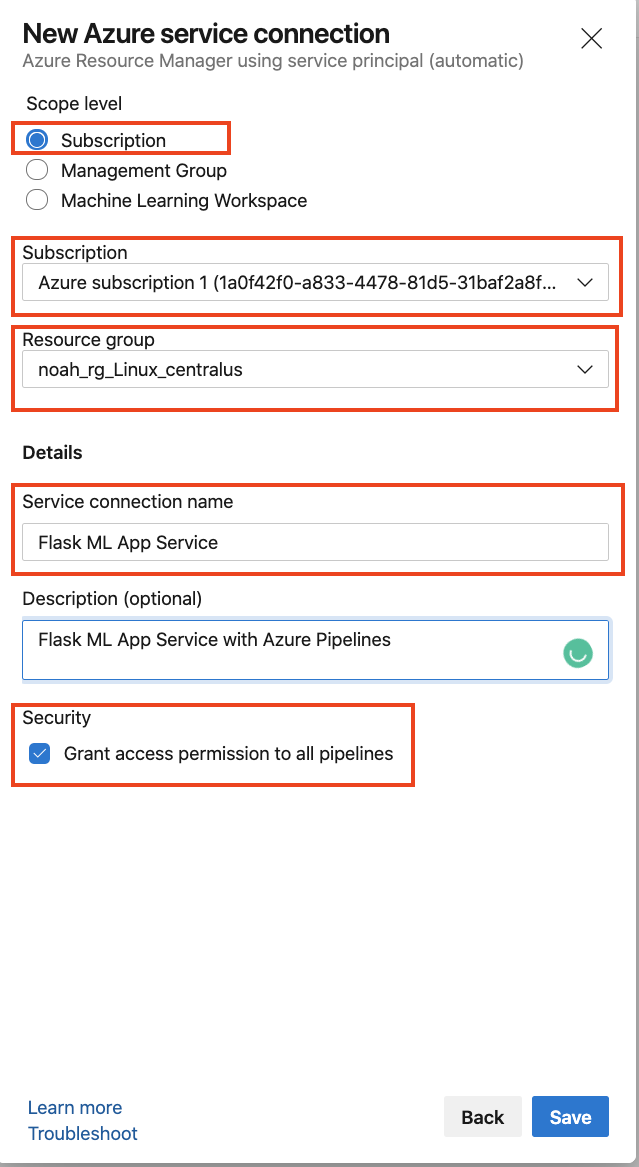 New Azure service connection
Azure Resource Manager using service principal (automatic)
Scope level
Subscription
Management Group
Machine Learning Workspace
Subscription
Azure subscription 1 (1a0f42f0-a833-4478-81d5-31baf2a8f...
Resource group
noah_rg_Linux_centralus
Details
Service connection name
Flask ML App Service
Description (optional)
Flask ML App Service with Azure Pipelines
Security
Grant access permission to all pipelines
Learn more
Troubleshoot
Back
Save